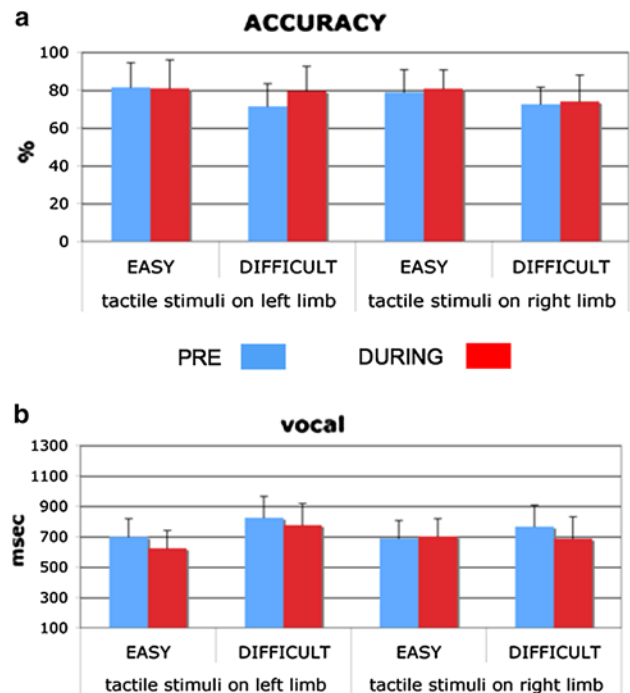 a
ACCURACY
100
80
60
40
20
0
%
EASY DIFFICULT EASY DIFFICULT
tactile stimuli on left limb tactile stimuli on right limb
PRE DURING
b
vocal
1300
1100
900
700
500
300
100
msec
EASY DIFFICULT EASY DIFFICULT
tactile stimuli on left limb tactile stimuli on right limb